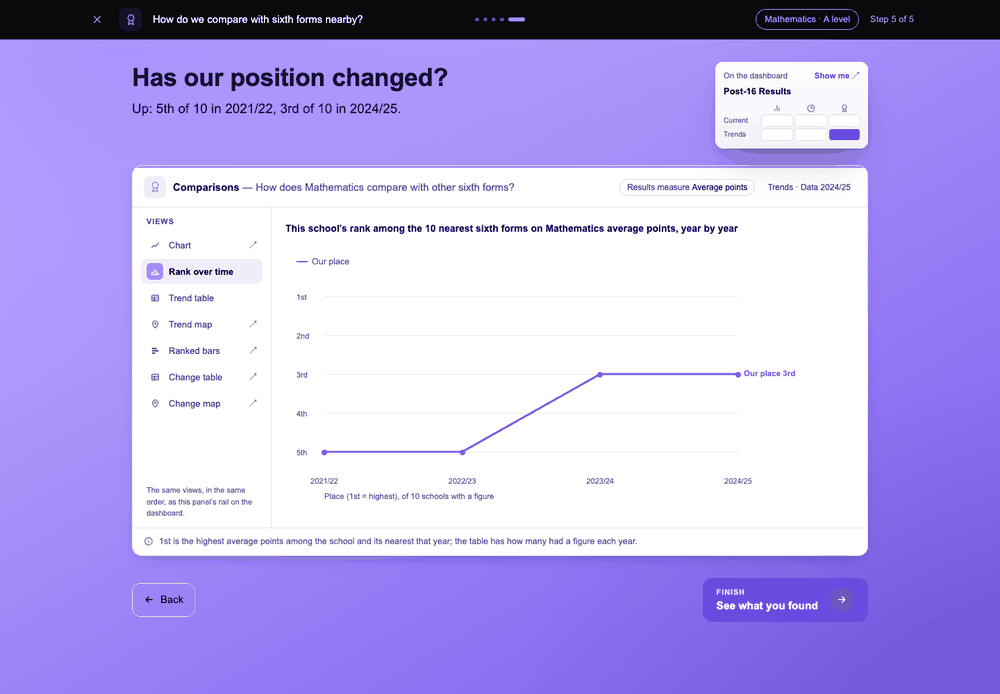 How do we compare with sixth forms nearby?
Mathematics · A level
Step 5 of 5
Has our position changed?
Up: 5th of 10 in 2021/22, 3rd of 10 in 2024/25.
On the dashboard
Show me
Post-16 Results
Current
Trends
Comparisons — How does Mathematics compare with other sixth forms?
Results measure Average points
Trends · Data 2024/25
VIEWS
Chart
Rank over time
Trend table
Trend map
Ranked bars
Change table
Change map
The same views, in the same
order, as this panel's rail on the
dashboard.
This school's rank among the 10 nearest sixth forms on Mathematics average points, year by year
Our place
1st
2nd
3rd
4th
5th
Our place 3rd
2021/22
2022/23
2023/24
2024/25
Place (1st = highest), of 10 schools with a figure
1st is the highest average points among the school and its nearest that year; the table has how many had a figure each year.
Back
FINISH
See what you found